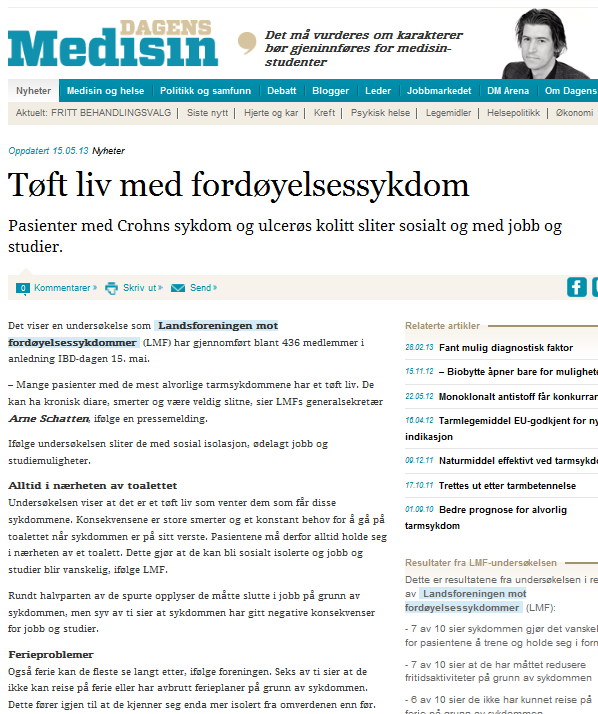 DAGENS
Medisin
Det må vurderes om karakterer
bør gjeninnføres for medisin-
studenter
Nyheter
Medisin og helse
Politikk og samfunn
Debatt
Blogger
Leder
Jobbmarkedet
DM Arena
Om Dagens
Aktuelt: FRITT BEHANDLINGSVALG | Siste nytt | Hjerte og kar | Kreft | Psykisk helse | Legemidler | Helsepolitikk | Økonomi
Oppdatert 15.05.13 Nyheter
Tøft liv med fordøyelsessykdom
Pasienter med Crohns sykdom og ulcerøs kolitt sliter sosialt og med jobb og
studier.
0 Kommentarer » Skriv ut » Send »
Det viser en undersøkelse som Landsforeningen mot
fordøyelsessykdommer (LMF) har gjennomført blant 436 medlemmer i
anledning IBD-dagen 15. mai.
– Mange pasienter med de mest alvorlige tarmsykdommene har et tøft liv. De
kan ha kronisk diare, smerter og være veldig slitne, sier LMFs generalsekretær
Arne Schatten, ifølge en pressemelding.
Ifølge undersøkelsen sliter de med sosial isolasjon, ødelagt jobb og
studiemuligheter.
Alltid i nærheten av toalettet
Undersøkelsen viser at det er et tøft liv som venter dem som får disse
sykdommene. Konsekvensene er store smerter og et konstant behov for å gå på
toalettet når sykdommen er på sitt verste. Pasientene må derfor alltid holde seg
i nærheten av et toalett. Dette gjør at de kan bli sosialt isolerte og jobb og
studier blir vanskelig, ifølge LMF.
Rundt halvparten av de spurte opplyser de måtte slutte i jobb på grunn av
sykdommen, men syv av ti sier at sykdommen har gitt negative konsekvenser
for jobb og studier.
Ferieproblemer
Også ferie kan de fleste se langt etter, ifølge foreningen. Seks av ti sier at de
ikke kan reise på ferie eller har avbrutt ferieplaner på grunn av sykdommen.
Dette fører igjen til at de kjenner seg enda mer isolert fra omverdenen enn før.
Relaterte artikler
28.02.13 Fant mulig diagnostisk faktor
15.11.12 – Biobytte åpner bare for mulighete
22.05.12 Monoklonalt antistoff får konkurran
16.04.12 Tarmlegemiddel EU-godkjent for ny
indikasjon
09.12.11 Naturmiddel effektivt ved tarmsykdo
17.10.11 Trettes ut etter tarmbetennelse
01.09.10 Bedre prognose for alvorlig
tarmsykdom
Resultater fra LMF-undersøkelsen
Dette er resultatene fra undersøkelsen i re
av Landsforeningen mot
fordøyelsessykdommer (LMF):
- 7 av 10 sier sykdommen gjør det vanskel
for pasientene å trene og holde seg i form
- 7 av 10 sier at de har måttet redusere
fritidsaktiviteter på grunn av sykdommen
- 6 av 10 sier de ikke har kunnet reise på
ferie på grunn av sykdommen